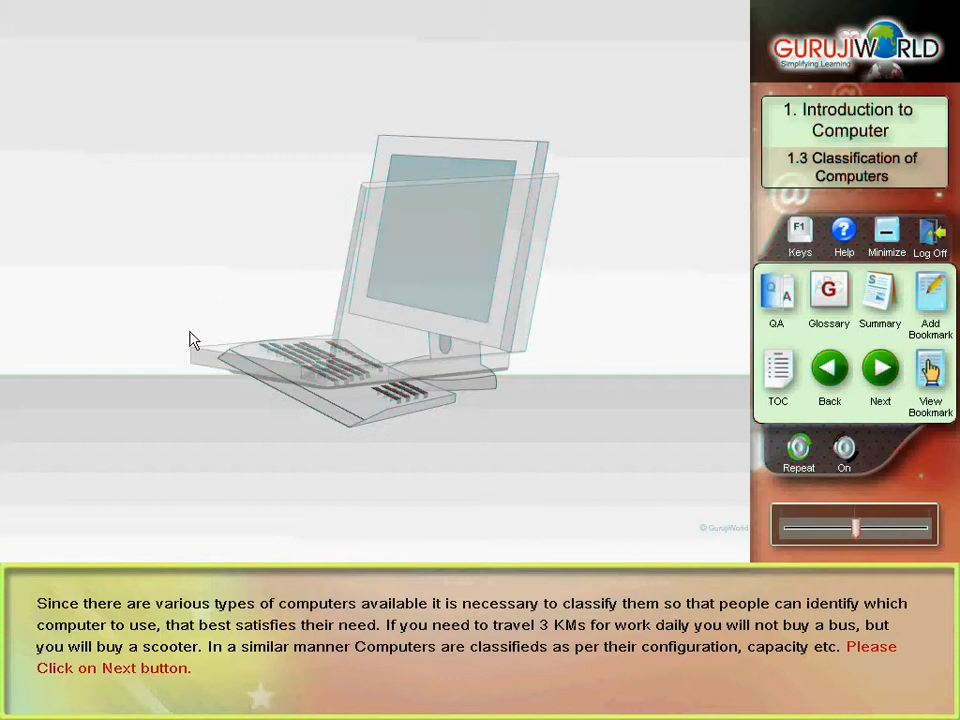 GURUJIWORLD
Simplifying Learning
1. Introduction to
Computer
1.3 Classification of
Computers
F1
Keys
?
Help
Minimize
Log Off
Q
A
QA
G
Glossary
S
Summary
Add
Bookmark
TOC
Back
Next
View
Bookmark
Repeat
On
© GurujiWorld
Since there are various types of computers available it is necessary to classify them so that people can identify which
computer to use, that best satisfies their need. If you need to travel 3 KMs for work daily you will not buy a bus, but
you will buy a scooter. In a similar manner Computers are classifieds as per their configuration, capacity etc. Please
Click on Next button.